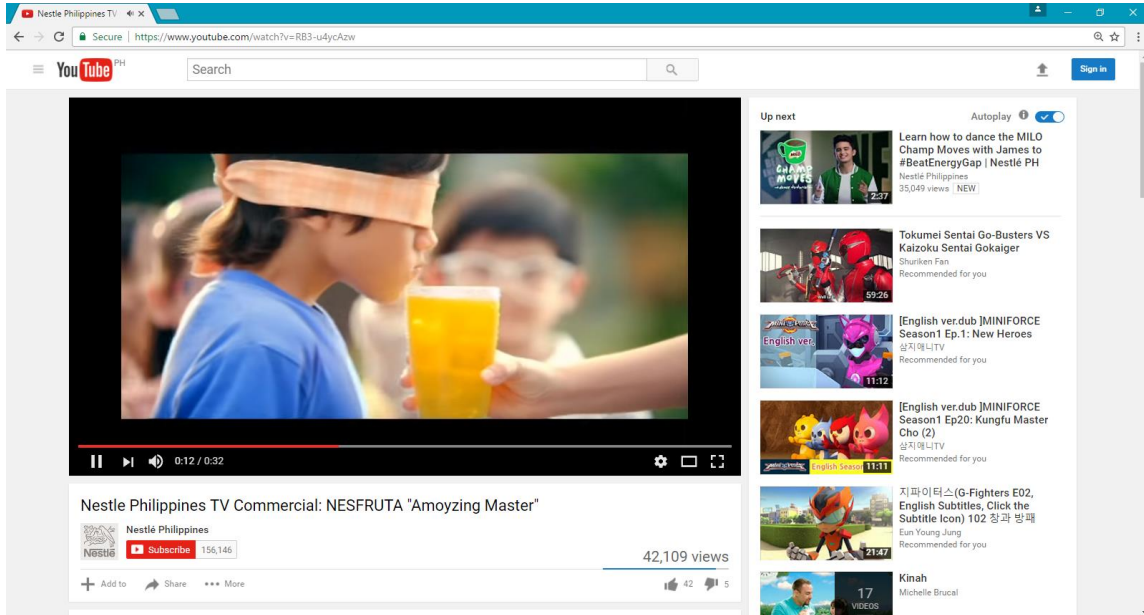 Nestle Philippines TV
Secure | https://www.youtube.com/watch?v=RB3-u4ycAzw
YouTube PH
Search
Sign in
Up next
Autoplay
CHAMP
MOVES
2:37
Learn how to dance the MILO
Champ Moves with James to
#BeatEnergyGap | Nestlé PH
Nestlé Philippines
35,049 views NEW
59:26
Tokumei Sentai Go-Busters VS
Kaizoku Sentai Gokaiger
Shuriken Fan
Recommended for you
English ver.
11:12
[English ver.dub ]MINIFORCE
Season1 Ep.1: New Heroes
삼지애니TV
Recommended for you
English Season
11:11
[English ver.dub ]MINIFORCE
Season1 Ep20: Kungfu Master
Cho (2)
삼지애니TV
Recommended for you
21:47
지파이터스(G-Fighters E02,
English Subtitles, Click the
Subtitle Icon) 102 창과 방패
Eun Young Jung
Recommended for you
17
VIDEOS
Kinah
Michelle Brucal
0:12 / 0:32
Nestle Philippines TV Commercial: NESFRUTA "Amoyzing Master"
Nestlé
Nestlé Philippines
Subscribe 156,146
42,109 views
Add to
Share
More
42
5